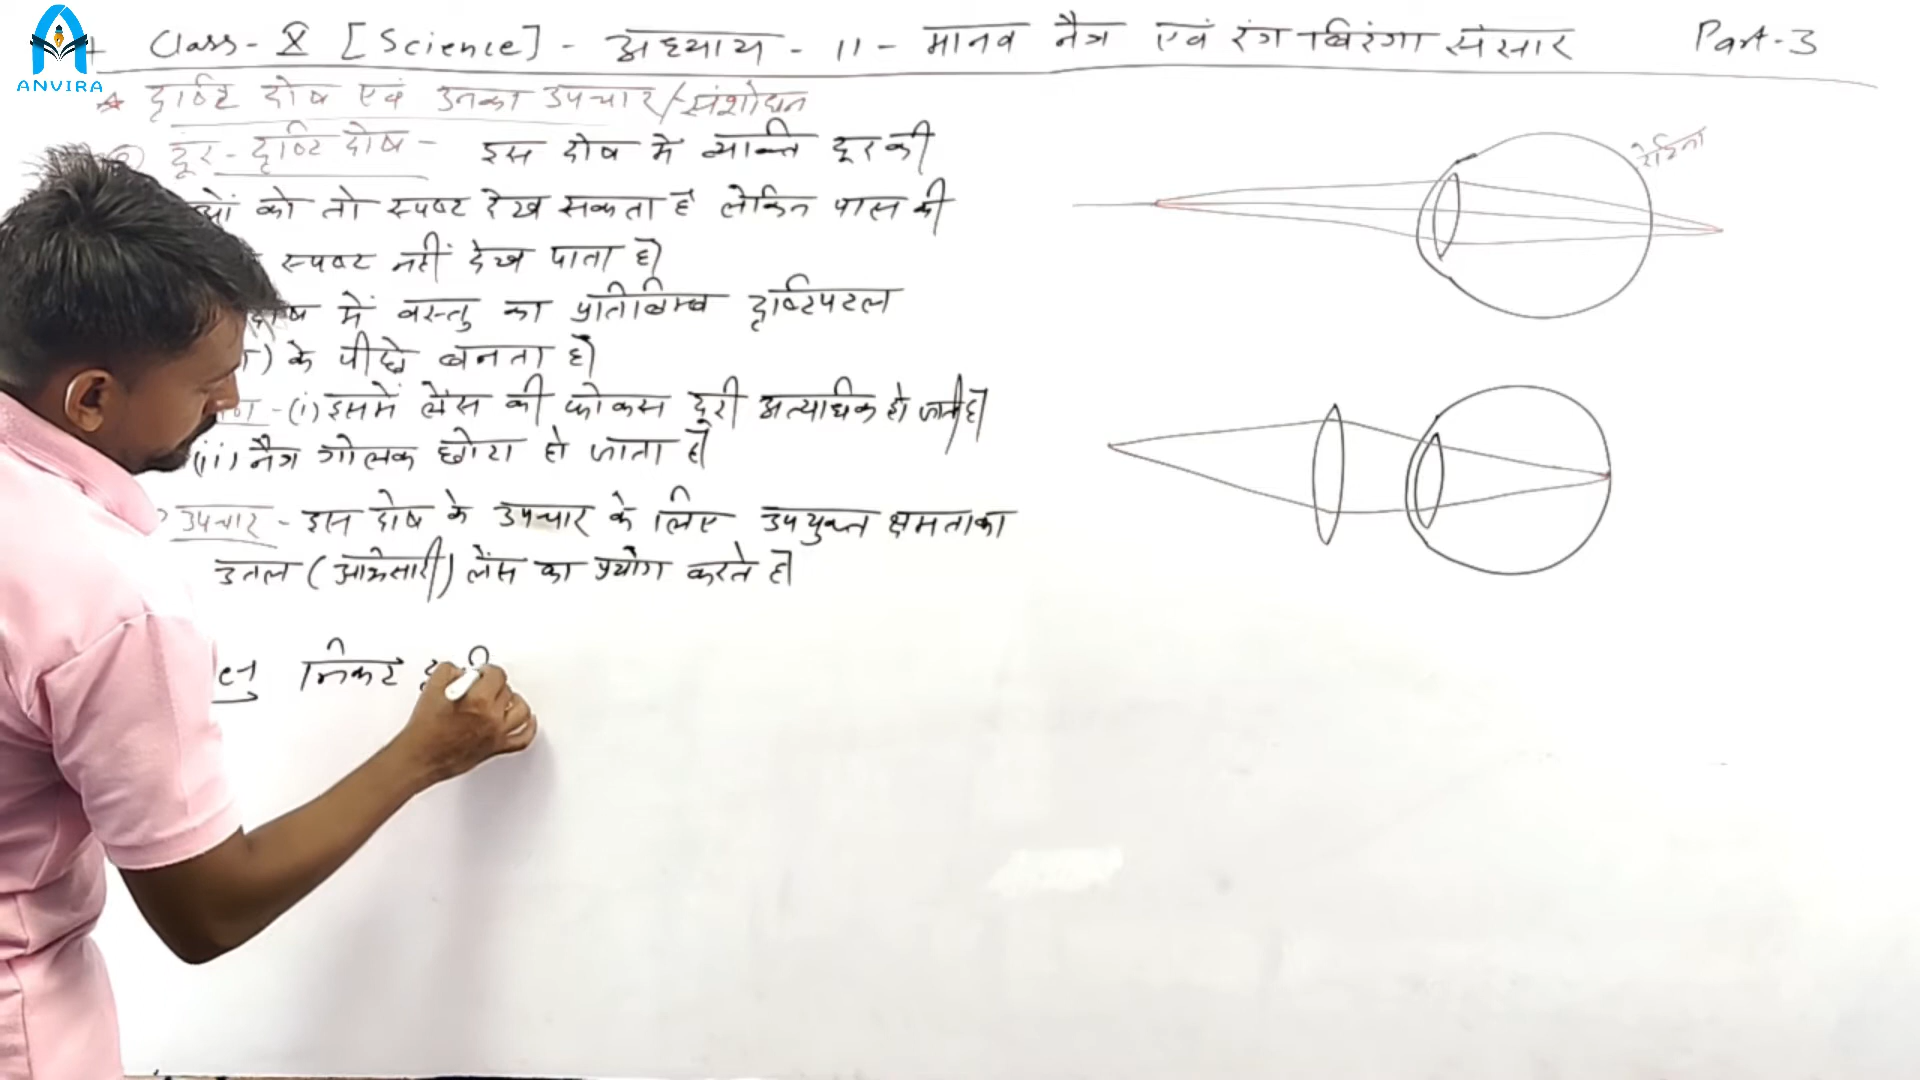 ANVIRA
Class-X [Science] - अध्याय - 11 - मानव नैत्र एवं रंग बिरंगा संसार Part-3
* दृष्टि दोष एवं उनका उपचार/संशोधन
दूर-दृष्टि दोष- इस दोष में व्यक्ति दूर की
को तो स्पष्ट देख सकता है लेकिन पास की
स्पष्ट नहीं देख पाता है।
में वस्तु का प्रतिबिम्ब दृष्टिपटल
) के पीछे बनता है।
-(i) इसमें लेंस की फोकस दूरी अत्यधिक हो जाती है।
(ii) नैत्र गोलक छोटा हो जाता है।
उपचार - इस दोष के उपचार के लिए उपयुक्त क्षमता का
उत्तल (अभिसारी) लेंस का प्रयोग करते है।
निकट
रेटिना